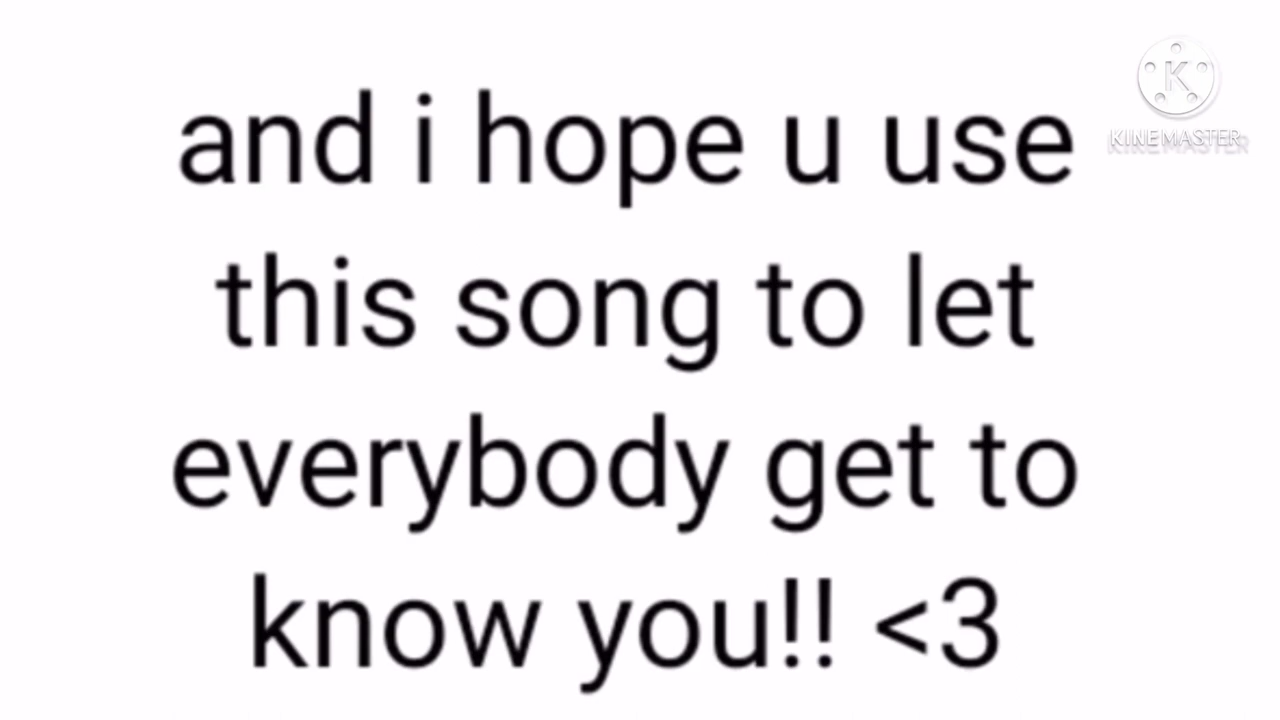 and i hope u use
this song to let
everybody get to
know you!! <3
K
KINEMASTER